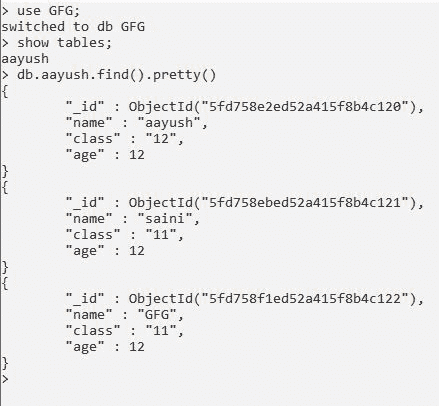 > use GFG;
switched to db GFG
> show tables;
aayush
> db.aayush.find().pretty()
{
        "_id" : ObjectId("5fd758e2ed52a415f8b4c120"),
        "name" : "aayush",
        "class" : "12",
        "age" : 12
}
{
        "_id" : ObjectId("5fd758ebed52a415f8b4c121"),
        "name" : "saini",
        "class" : "11",
        "age" : 12
}
{
        "_id" : ObjectId("5fd758f1ed52a415f8b4c122"),
        "name" : "GFG",
        "class" : "11",
        "age" : 12
}
>